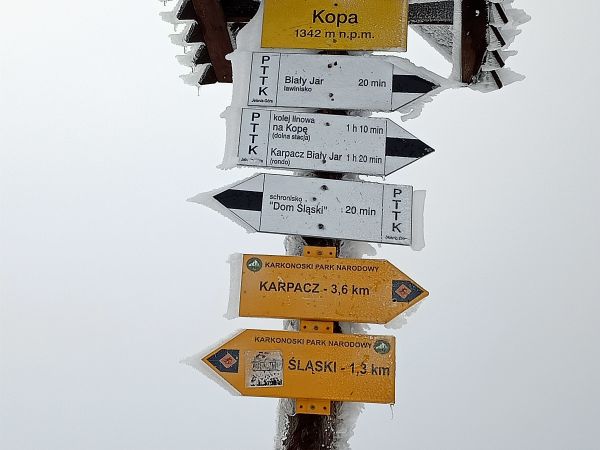 Kopa
1342 m n.p.m.
PTTK
Biały Jar
lawinisko
20 min
PTTK
kolej linowa
na Kopę
(dolna stacja)
1 h 10 min
Karpacz Biały Jar
(rondo)
1 h 20 min
schronisko
"Dom Śląski"
20 min
PTTK
KARKONOSKI PARK NARODOWY
KARPACZ - 3,6 km
KARKONOSKI PARK NARODOWY
ŚLĄSKI - 1,3 km